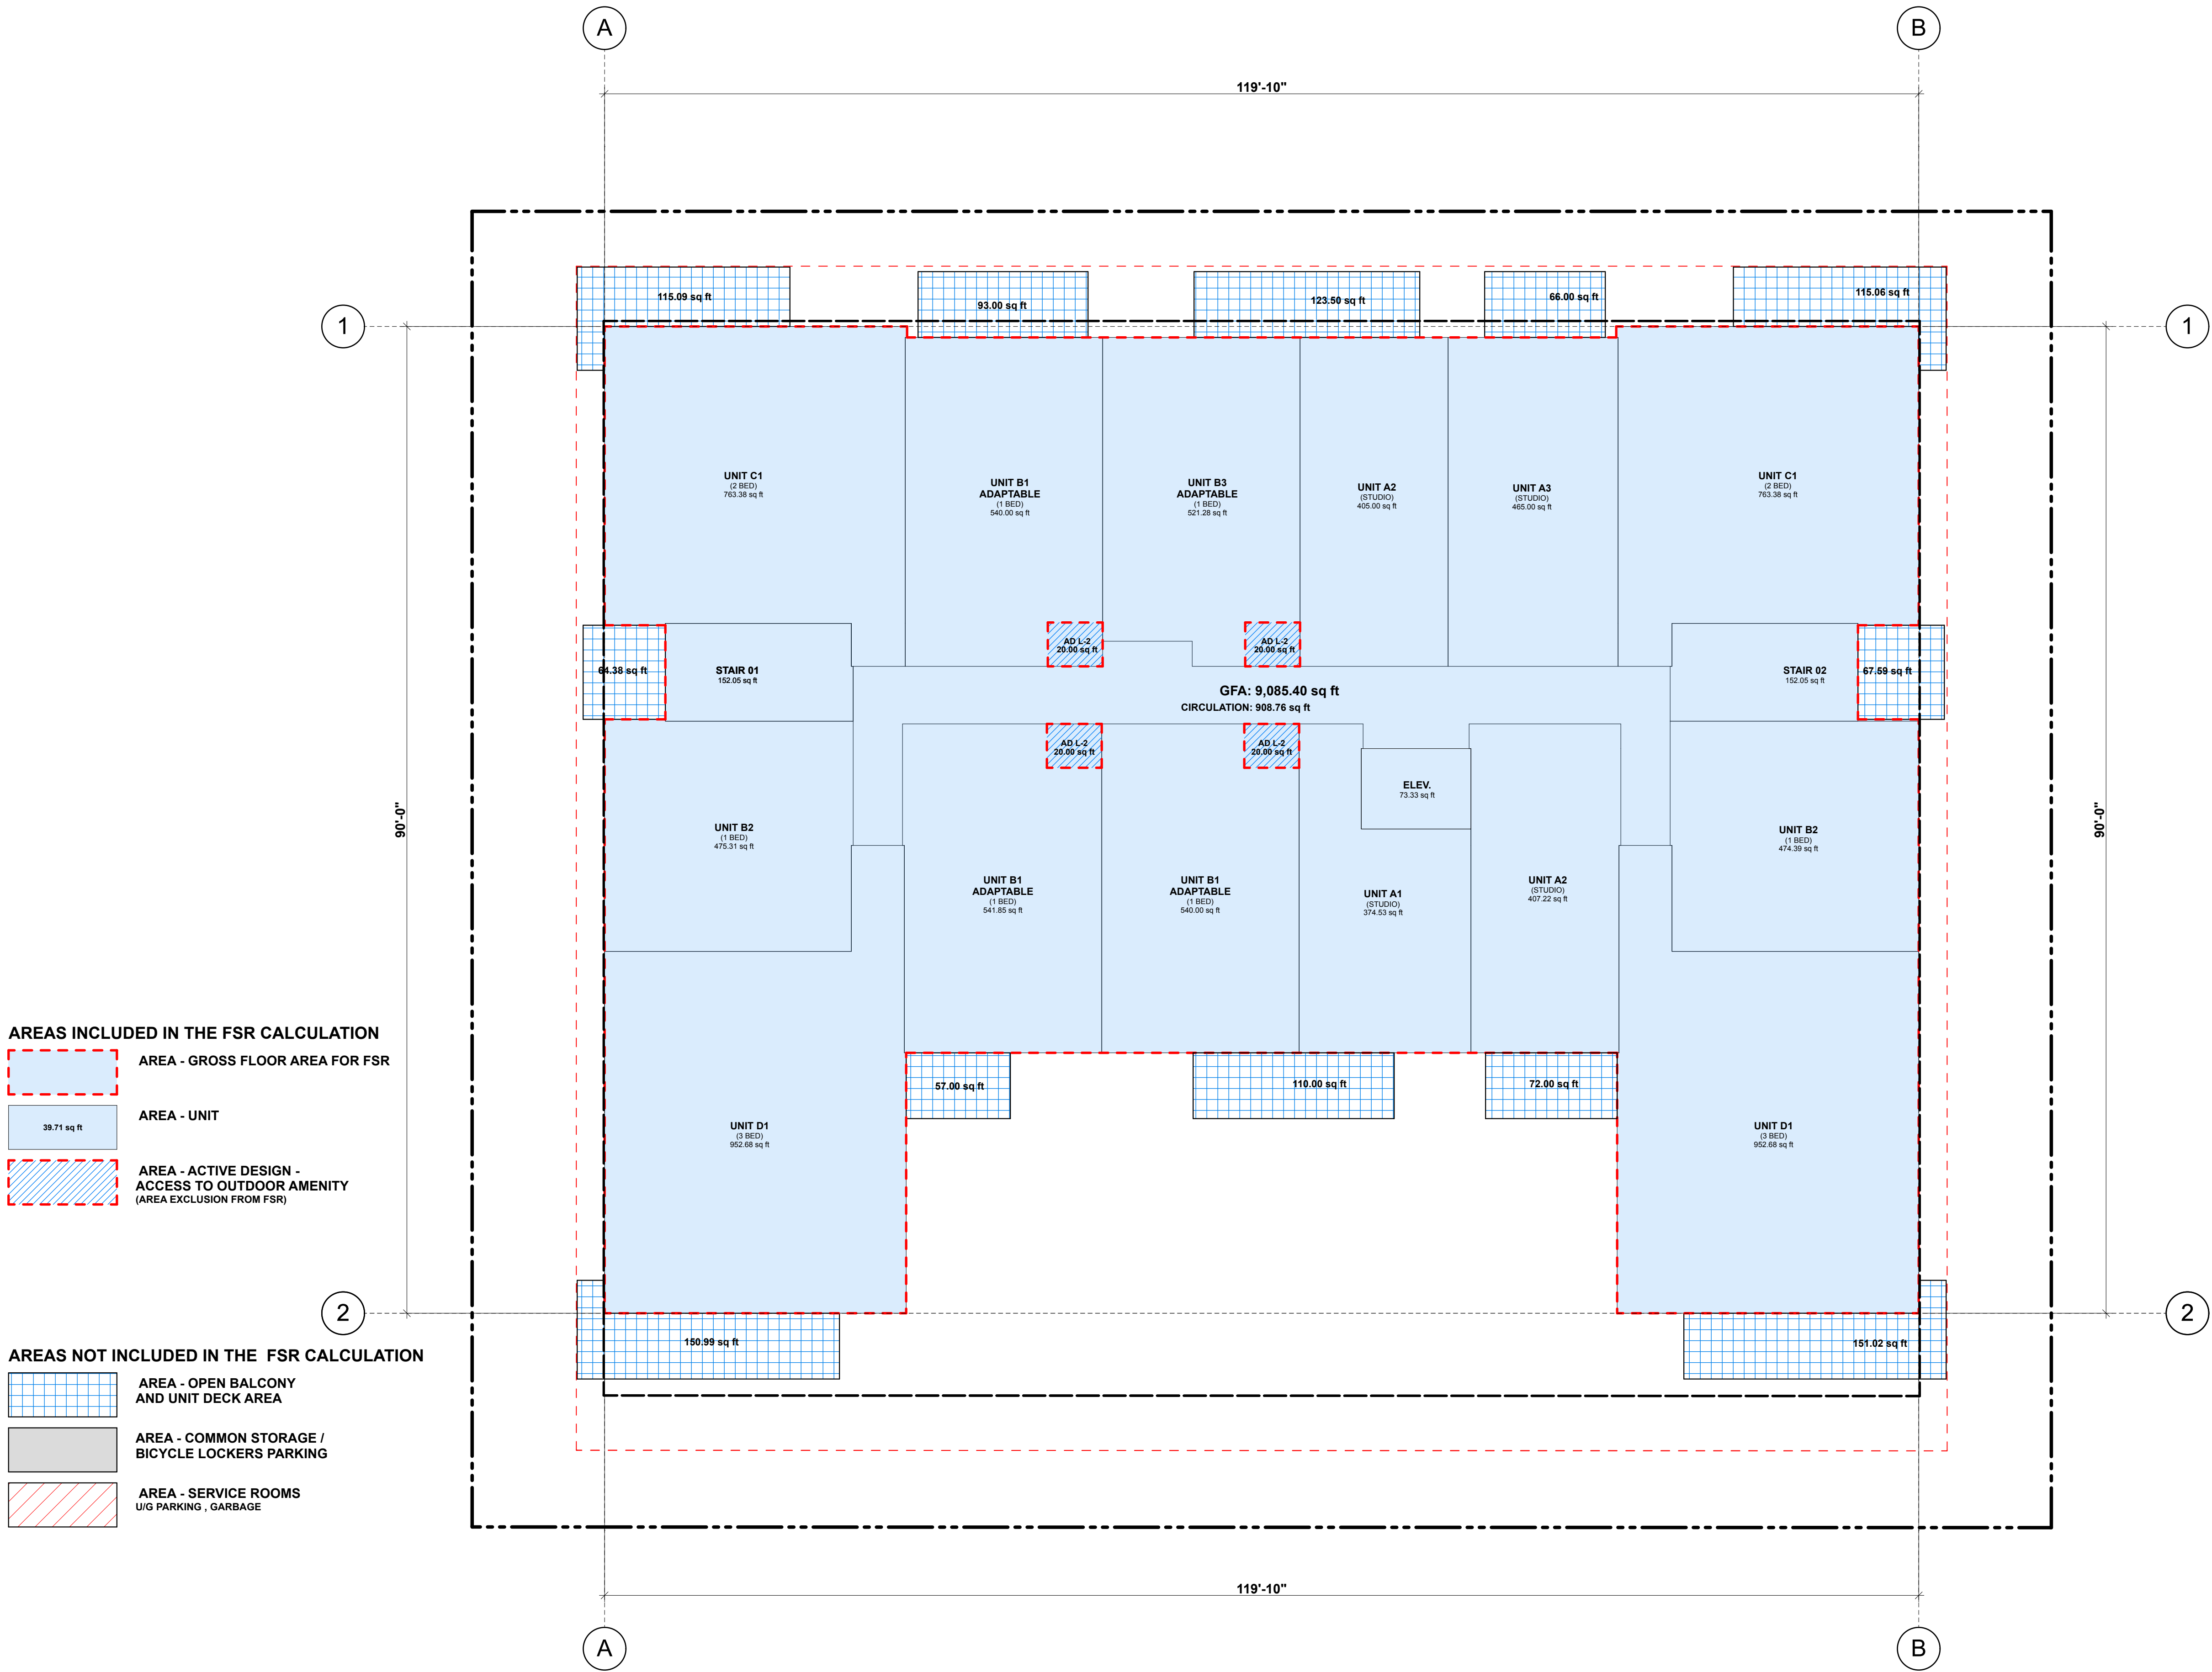 A
B
119'-10"
115.09 sq ft
93.00 sq ft
123.50 sq ft
66.00 sq ft
115.06 sq ft
1
1
UNIT C1
(2 BED)
763.38 sq ft
UNIT B1
ADAPTABLE
(1 BED)
540.00 sq ft
UNIT B3
ADAPTABLE
(1 BED)
521.28 sq ft
UNIT A2
(STUDIO)
405.00 sq ft
UNIT A3
(STUDIO)
465.00 sq ft
UNIT C1
(2 BED)
763.38 sq ft
AD L-2
20.00 sq ft
AD L-2
20.00 sq ft
64.38 sq ft
STAIR 01
152.05 sq ft
STAIR 02
152.05 sq ft
67.59 sq ft
GFA: 9,085.40 sq ft
CIRCULATION: 908.76 sq ft
AD L-2
20.00 sq ft
AD L-2
20.00 sq ft
ELEV.
73.33 sq ft
90'-0"
90'-0"
UNIT B2
(1 BED)
475.31 sq ft
UNIT B2
(1 BED)
474.39 sq ft
UNIT B1
ADAPTABLE
(1 BED)
541.85 sq ft
UNIT B1
ADAPTABLE
(1 BED)
540.00 sq ft
UNIT A1
(STUDIO)
374.53 sq ft
UNIT A2
(STUDIO)
407.22 sq ft
57.00 sq ft
110.00 sq ft
72.00 sq ft
UNIT D1
(3 BED)
952.68 sq ft
UNIT D1
(3 BED)
952.68 sq ft
2
2
150.99 sq ft
151.02 sq ft
AREAS INCLUDED IN THE FSR CALCULATION
AREA - GROSS FLOOR AREA FOR FSR
39.71 sq ft
AREA - UNIT
AREA - ACTIVE DESIGN -
ACCESS TO OUTDOOR AMENITY
(AREA EXCLUSION FROM FSR)
AREAS NOT INCLUDED IN THE FSR CALCULATION
AREA - OPEN BALCONY
AND UNIT DECK AREA
AREA - COMMON STORAGE /
BICYCLE LOCKERS PARKING
AREA - SERVICE ROOMS
U/G PARKING , GARBAGE
119'-10"
A
B